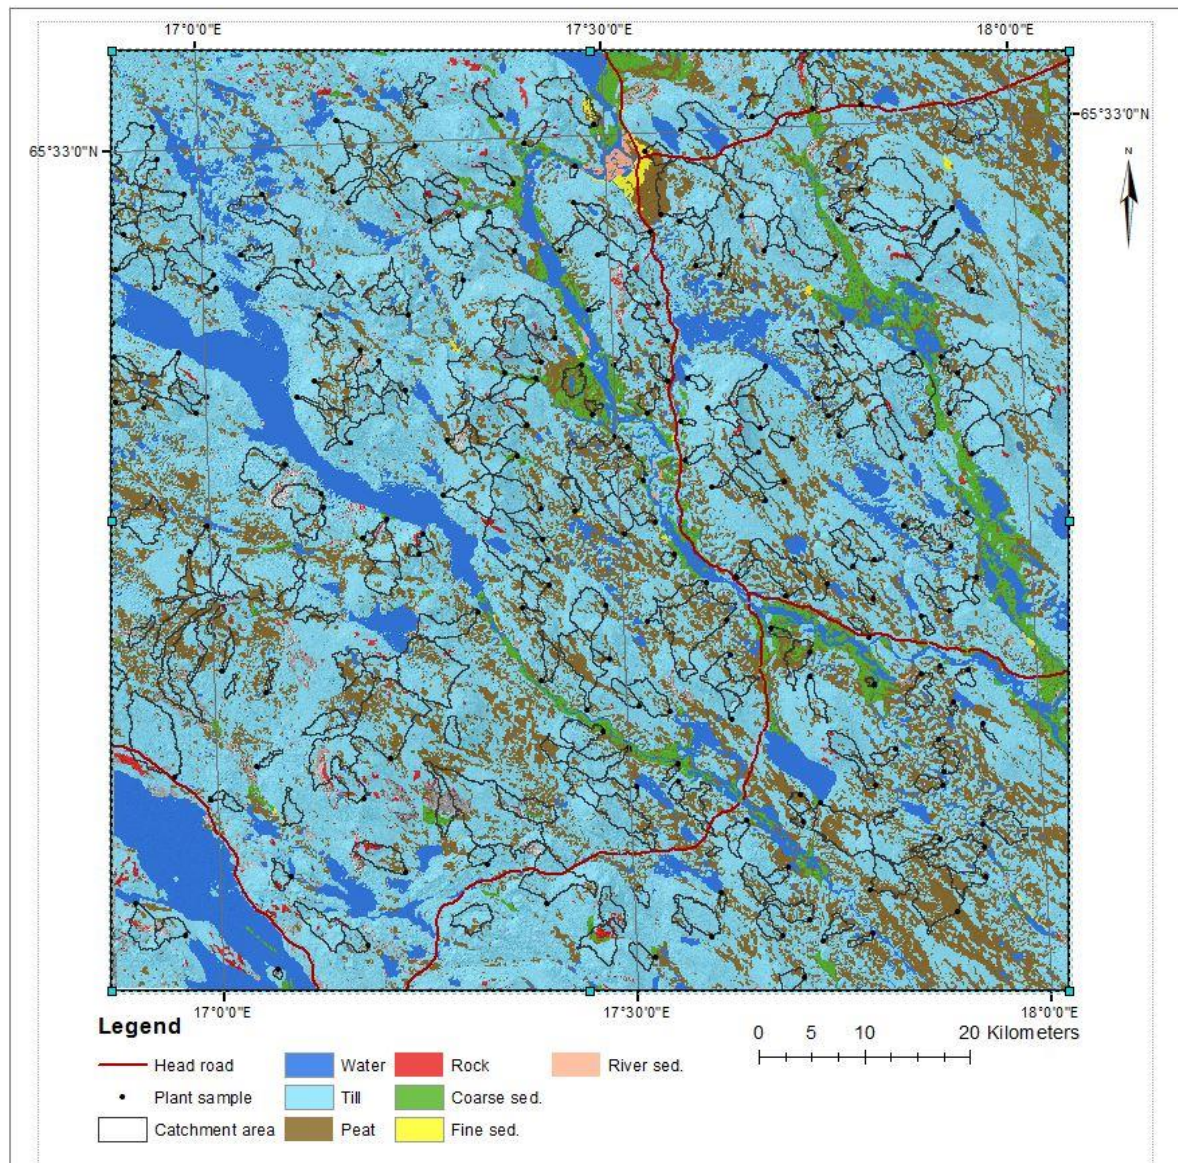 17°0'0"E 17°30'0"E 18°0'0"E
65°33'0"N
65°33'0"N
N
17°0'0"E 17°30'0"E 18°0'0"E
Legend
0 5 10 20 Kilometers
Head road Water Rock River sed.
Plant sample Till Coarse sed.
Catchment area Peat Fine sed.